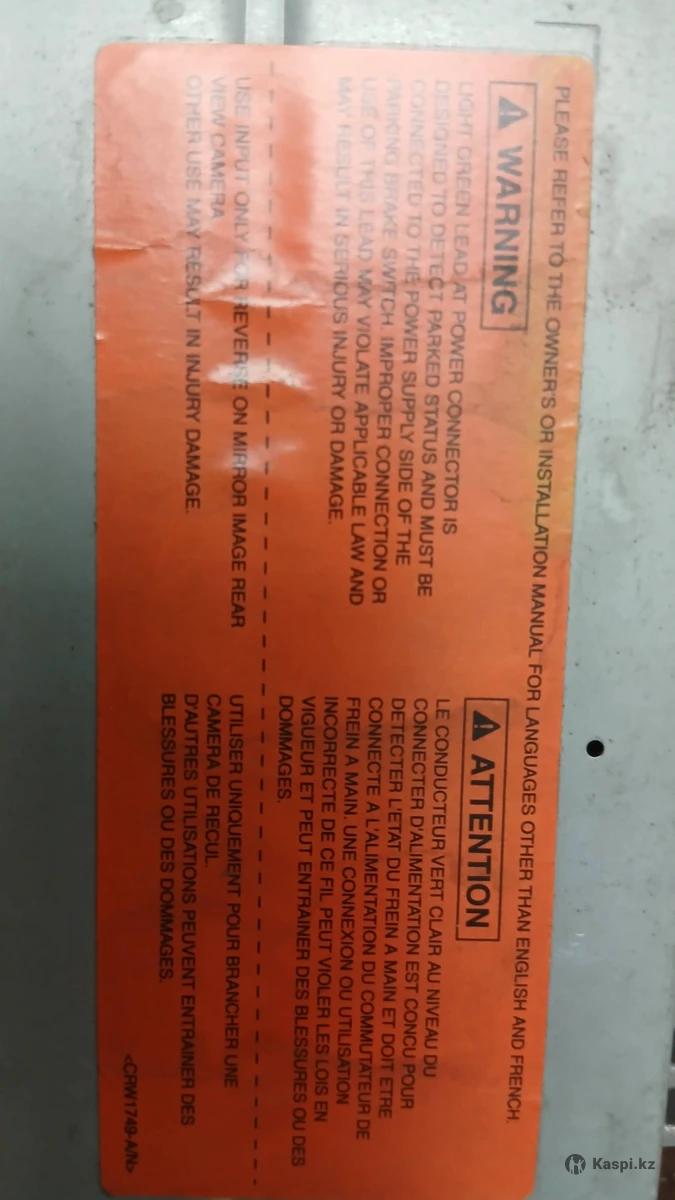 PLEASE REFER TO THE OWNER'S OR INSTALLATION MANUAL FOR LANGUAGES OTHER THAN ENGLISH AND FRENCH.
⚠ WARNING
LIGHT GREEN LEAD AT POWER CONNECTOR IS
DESIGNED TO DETECT PARKED STATUS AND MUST BE
CONNECTED TO THE POWER SUPPLY SIDE OF THE
PARKING BRAKE SWITCH. IMPROPER CONNECTION OR
USE OF THIS LEAD MAY VIOLATE APPLICABLE LAW AND
MAY RESULT IN SERIOUS INJURY OR DAMAGE.
USE INPUT ONLY FOR REVERSE ON MIRROR IMAGE REAR
VIEW CAMERA.
OTHER USE MAY RESULT IN INJURY DAMAGE.
⚠ ATTENTION
LE CONDUCTEUR VERT CLAIR AU NIVEAU DU
CONNECTER D'ALIMENTATION EST CONCU POUR
DETECTER L'ETAT DU FREIN A MAIN ET DOIT ETRE
CONNECTE A L'ALIMENTATION DU COMMUTATEUR DE
FREIN A MAIN. UNE CONNEXION OU UTILISATION
INCORRECTE DE CE FIL PEUT VIOLER LES LOIS EN
VIGUEUR ET PEUT ENTRAINER DES BLESSURES OU DES
DOMMAGES.
UTILISER UNIQUEMENT POUR BRANCHER UNE
CAMERA DE RECUL.
D'AUTRES UTILISATIONS PEUVENT ENTRAINER DES
BLESSURES OU DES DOMMAGES.
<CRW1749-A/N>
Kaspi.kz